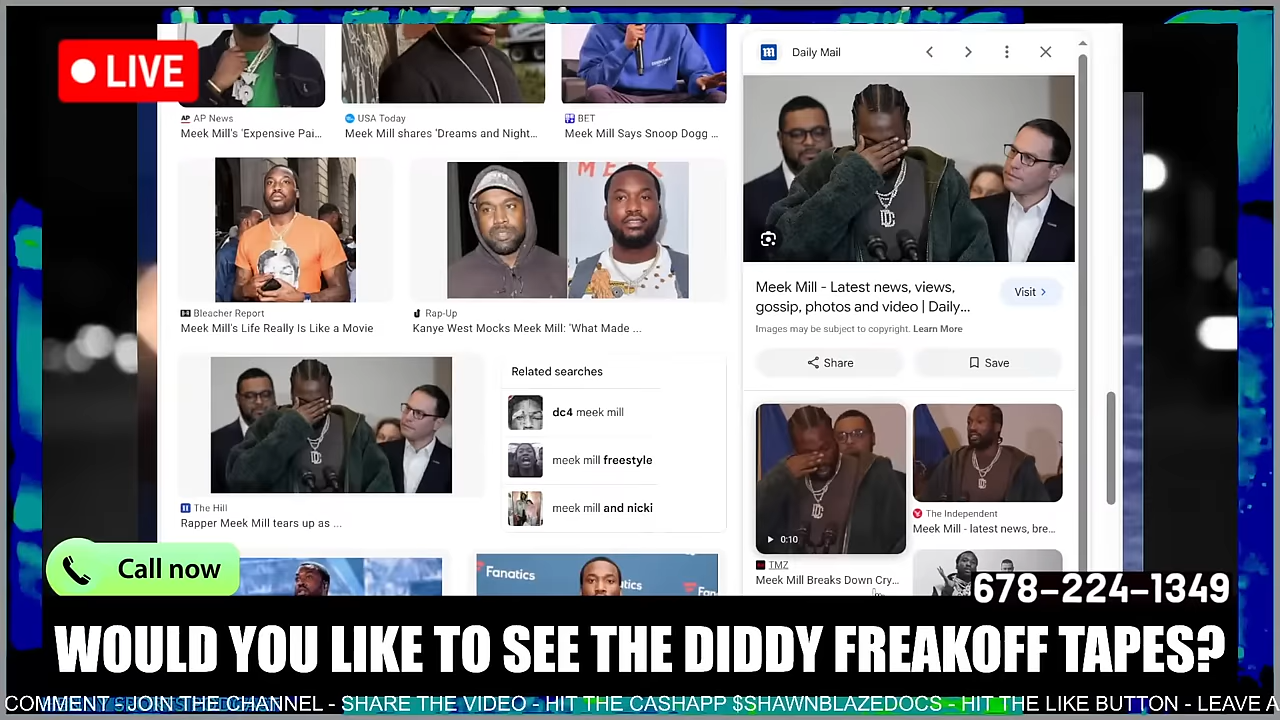 LIVE
AP News
Meek Mill's 'Expensive Pai...
USA Today
Meek Mill shares 'Dreams and Night...
BET
Meek Mill Says Snoop Dogg ...
MEEK
Bleacher Report
Meek Mill's Life Really Is Like a Movie
Rap-Up
Kanye West Mocks Meek Mill: 'What Made ...
The Hill
Rapper Meek Mill tears up as ...
Related searches
dc4 meek mill
meek mill freestyle
meek mill and nicki
Fanatics
Daily Mail
Meek Mill - Latest news, views,
gossip, photos and video | Daily...
Visit
Images may be subject to copyright. Learn More
Share
Save
0:10
TMZ
Meek Mill Breaks Down Cry...
The Independent
Meek Mill - latest news, bre...
Call now
678-224-1349
WOULD YOU LIKE TO SEE THE DIDDY FREAKOFF TAPES?
COMMENT - JOIN THE CHANNEL - SHARE THE VIDEO - HIT THE CASHAPP $SHAWNBLAZEDOCS - HIT THE LIKE BUTTON - LEAVE A